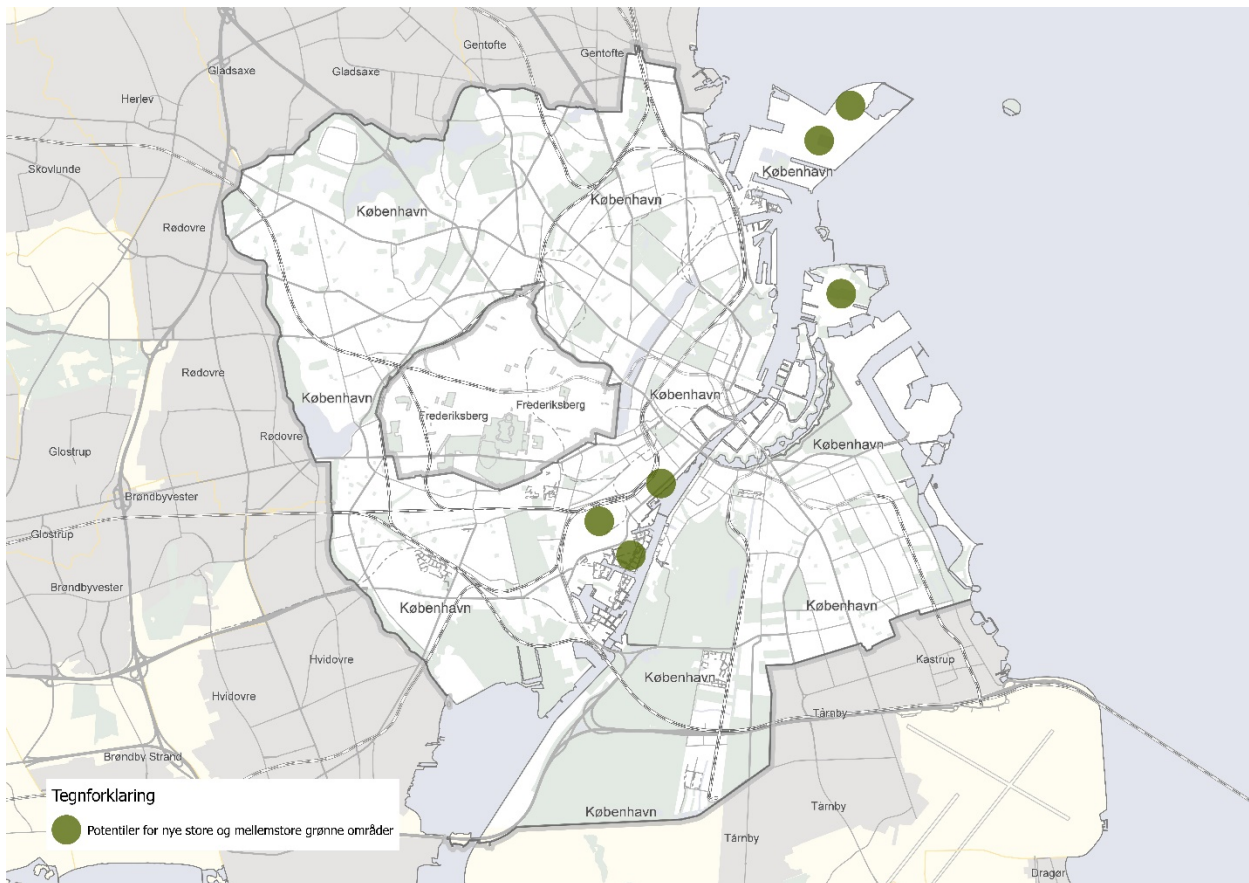 Gentofte
Gentofte
Gladsaxe
Gladsaxe
Herlev
Skovlunde
København
København
København
Rødovre
Rødovre
København
København
Frederiksberg
Frederiksberg
Rødovre
København
Glostrup
Brøndbyvester
Glostrup
Brøndbyvester
København
København
Hvidovre
Kastrup
København
Hvidovre
Tårnby
Brøndby Strand
København
Tårnby
Tårnby
Dragør
Tegnforklaring
Potentiler for nye store og mellemstore grønne områder